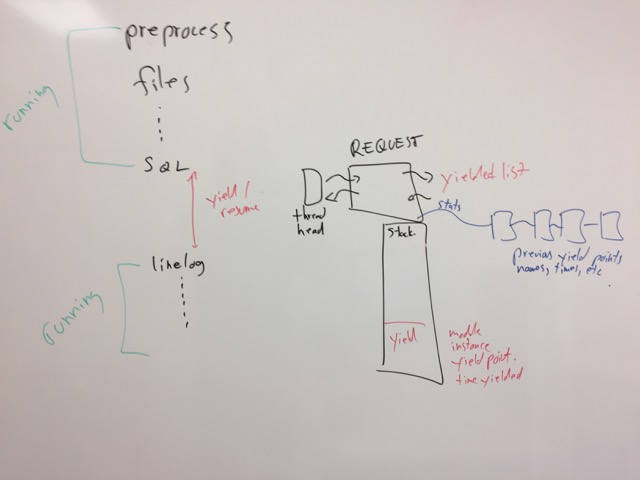 preprocess
files
running
SQL
yield/
resume
linelog
running
REQUEST
yielded list
thread
head
stats
stack
previous yield points
names, times, etc
yield
module
instance
yield point.
time yielded